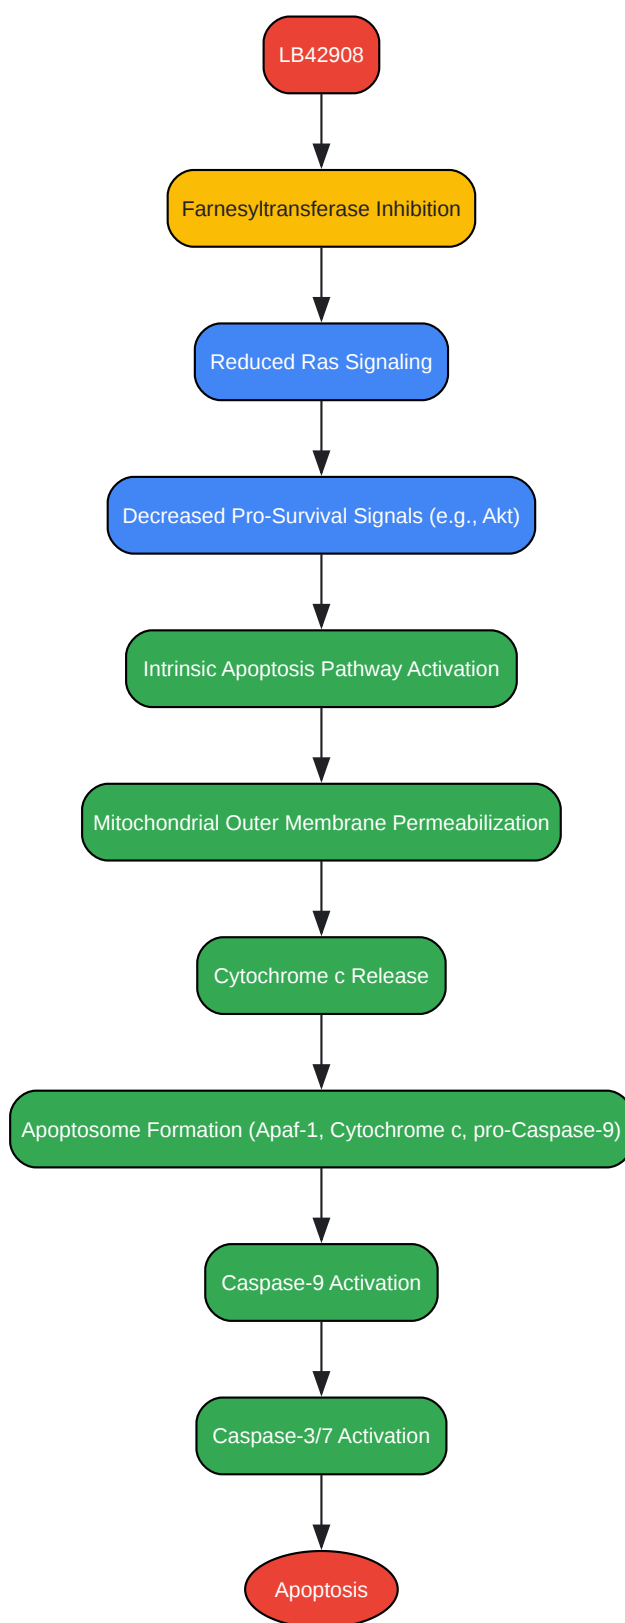 LB42908
Farnesyltransferase Inhibition
Reduced Ras Signaling
Decreased Pro-Survival Signals (e.g., Akt)
Intrinsic Apoptosis Pathway Activation
Mitochondrial Outer Membrane Permeabilization
Cytochrome c Release
Apoptosome Formation (Apaf-1, Cytochrome c, pro-Caspase-9)
Caspase-9 Activation
Caspase-3/7 Activation
Apoptosis